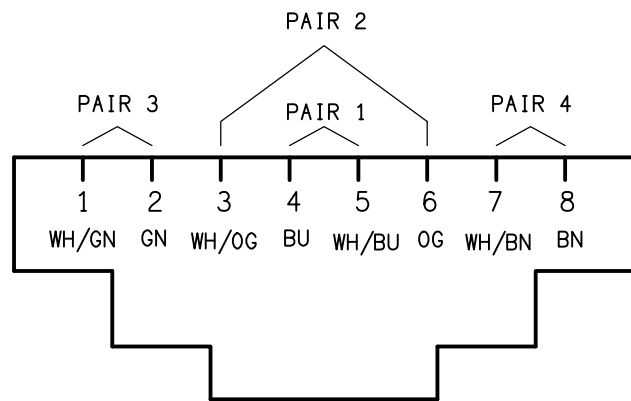 PAIR 2
PAIR 3 PAIR 1 PAIR 4
1 2 3 4 5 6 7 8
WH/GN GN WH/OG BU WH/BU OG WH/BN BN